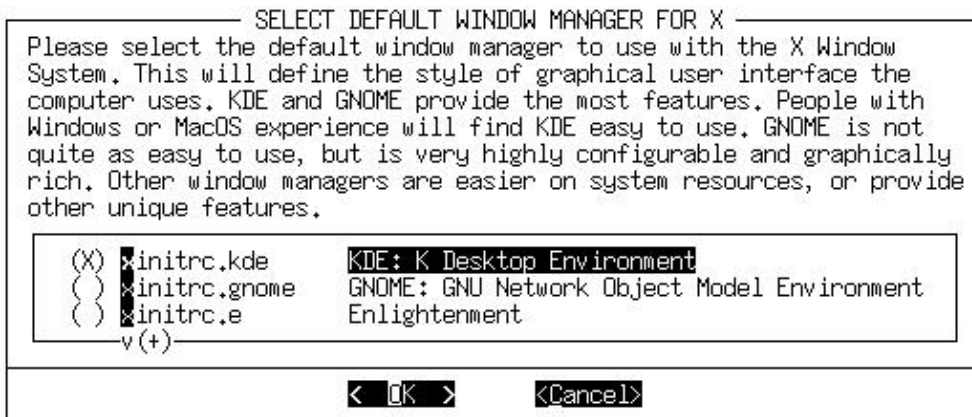 SELECT DEFAULT WINDOW MANAGER FOR X
Please select the default window manager to use with the X Window
System. This will define the style of graphical user interface the
computer uses. KDE and GNOME provide the most features. People with
Windows or MacOS experience will find KDE easy to use. GNOME is not
quite as easy to use, but is very highly configurable and graphically
rich. Other window managers are easier on system resources, or provide
other unique features.
(X) xinitrc.kde KDE: K Desktop Environment
( ) xinitrc.gnome GNOME: GNU Network Object Model Environment
( ) xinitrc.e Enlightenment
v(+)
< OK > <Cancel>